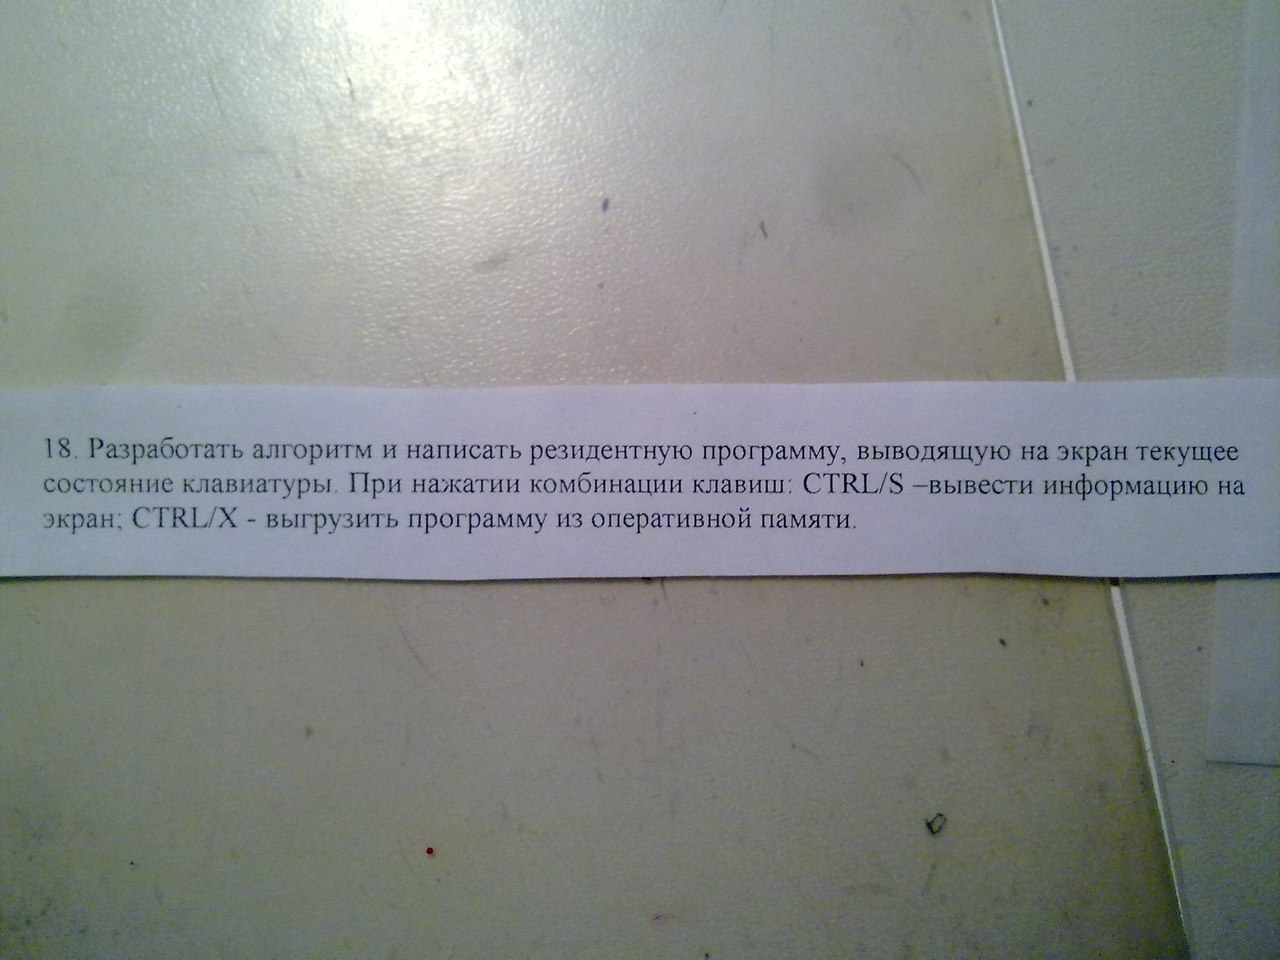 18. Разработать алгоритм и написать резидентную программу, выводящую на экран текущее
состояние клавиатуры. При нажатии комбинации клавиш: CTRL/S –вывести информацию на
экран; CTRL/X - выгрузить программу из оперативной памяти.